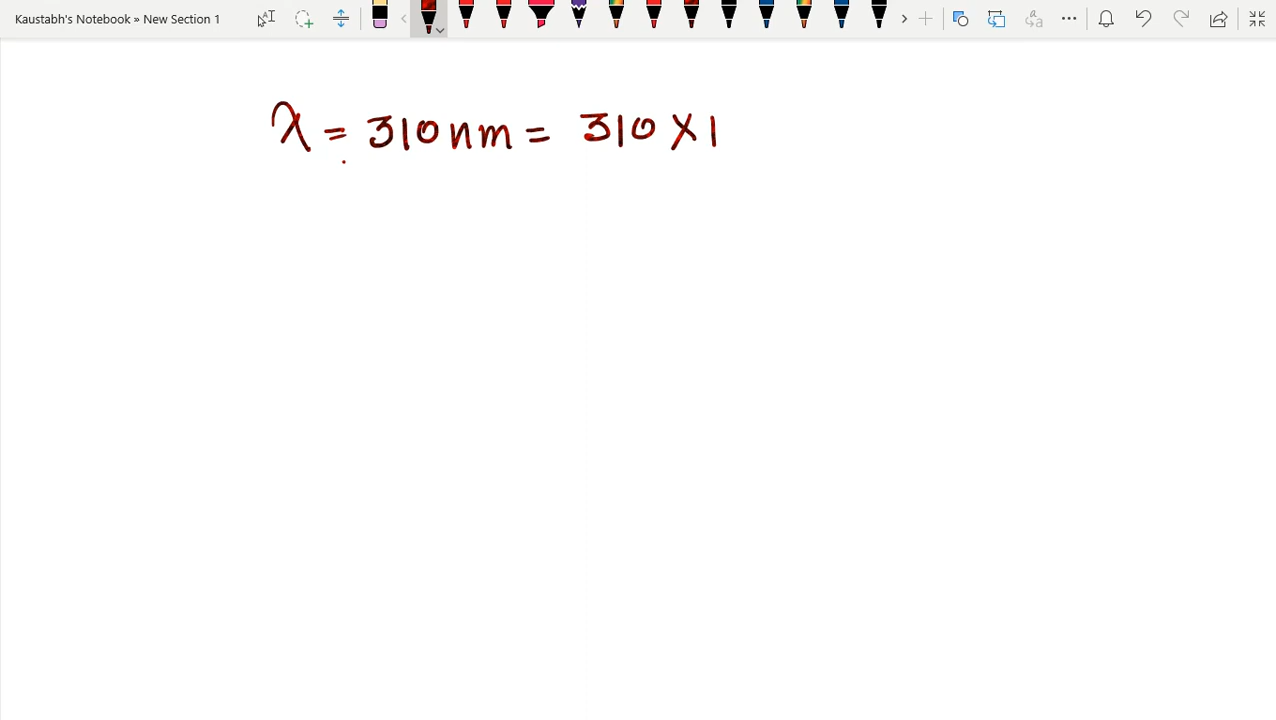 Kaustabh's Notebook » New Section 1
λ = 310 nm = 310 X 1